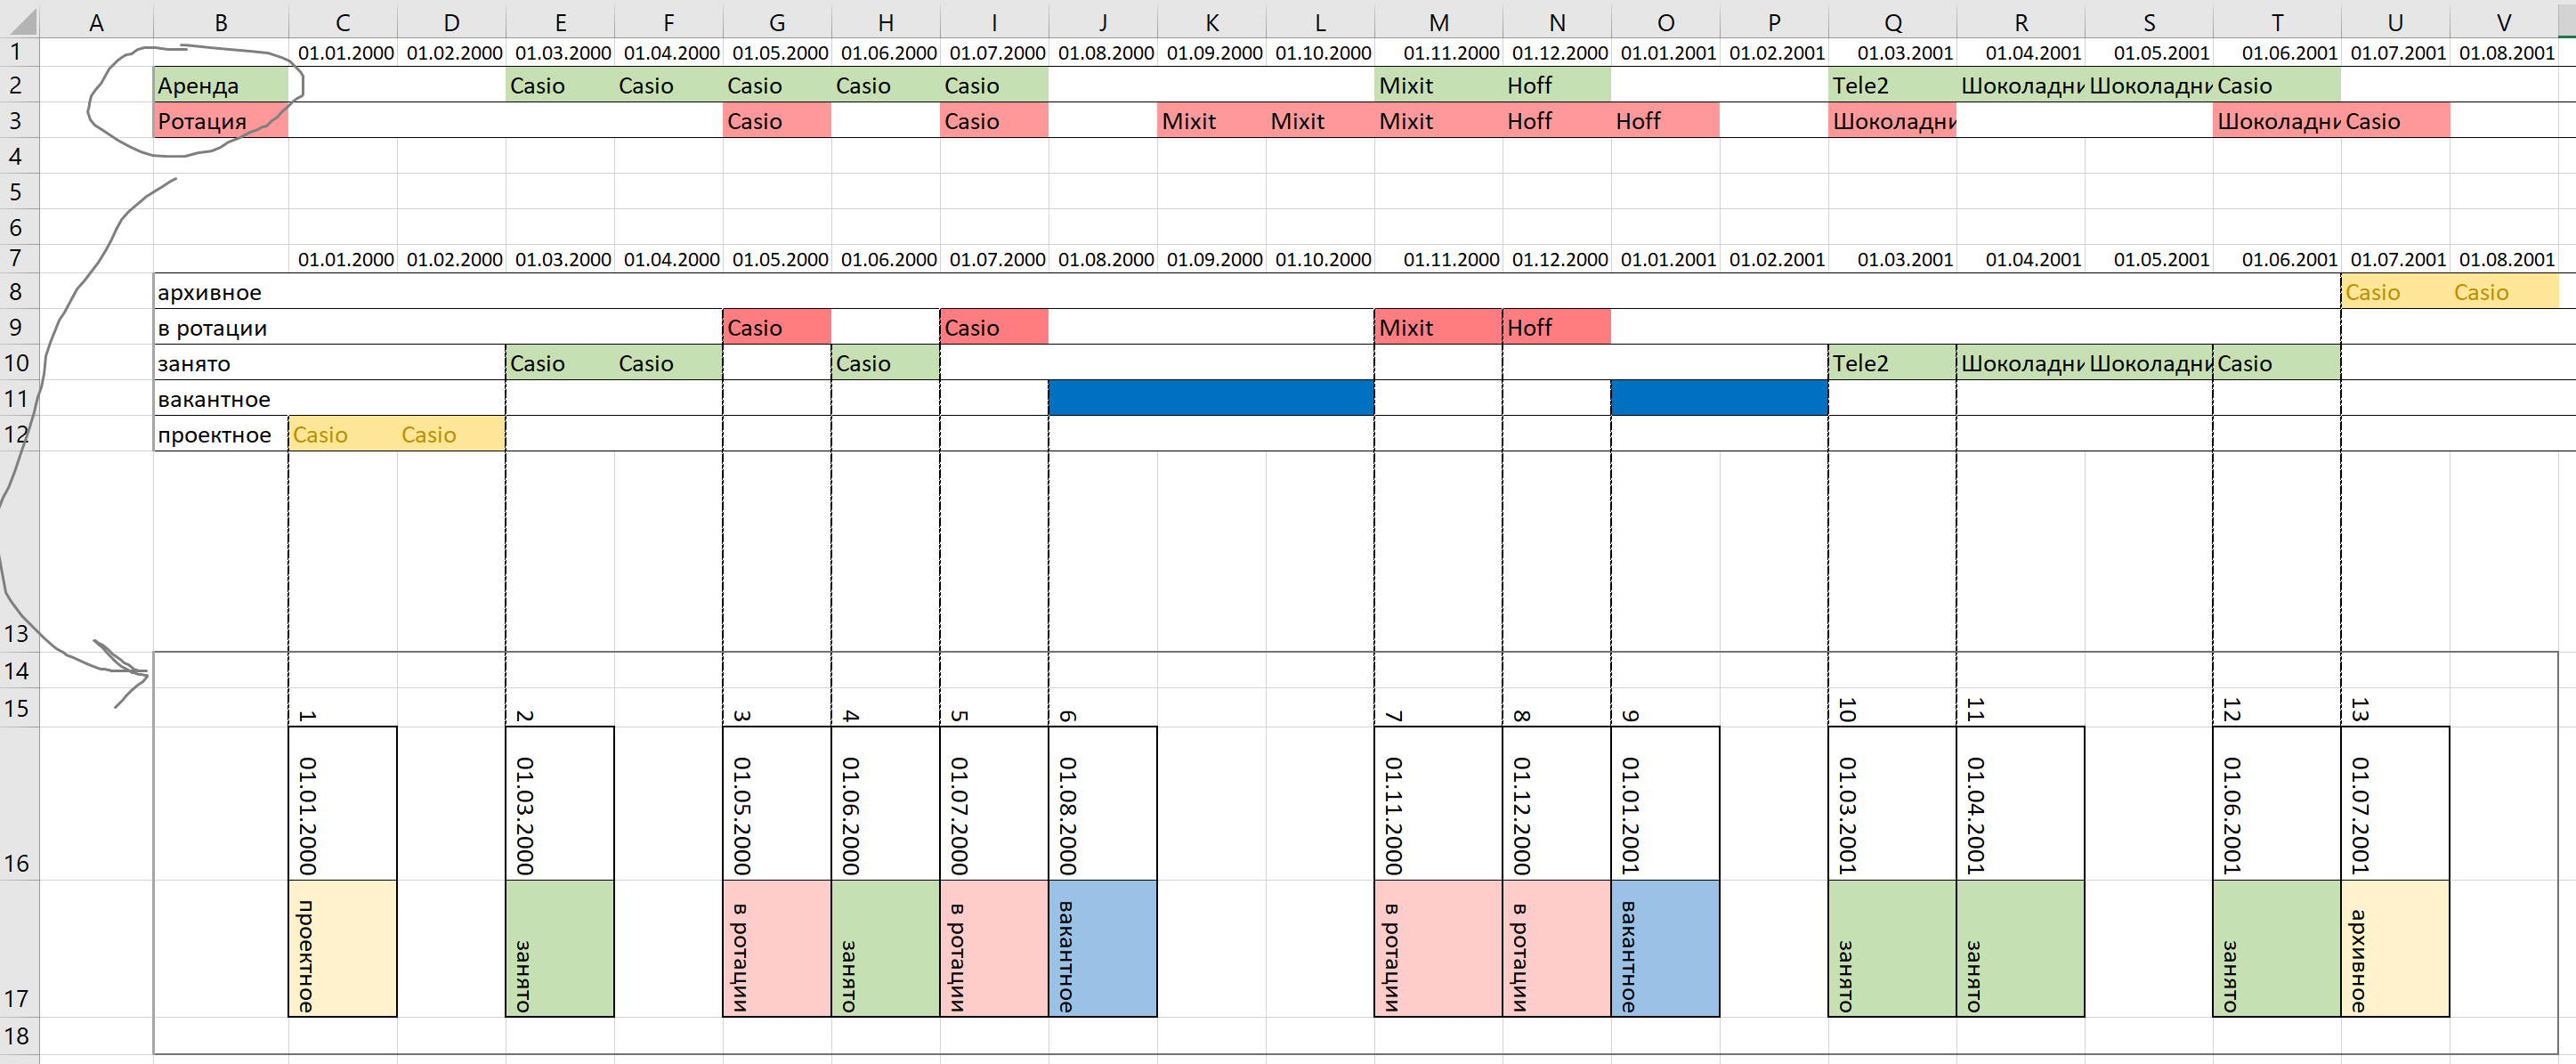 A B C D E F G H I J K L M N O P Q R S T U V
1 01.01.2000 01.02.2000 01.03.2000 01.04.2000 01.05.2000 01.06.2000 01.07.2000 01.08.2000 01.09.2000 01.10.2000 01.11.2000 01.12.2000 01.01.2001 01.02.2001 01.03.2001 01.04.2001 01.05.2001 01.06.2001 01.07.2001 01.08.2001
2 Аренда Casio Casio Casio Casio Casio Mixit Hoff Tele2 Шоколадни Шоколадни Casio
3 Ротация Casio Casio Mixit Mixit Mixit Hoff Hoff Шоколадни Шоколадни Casio
4
5
6
7 01.01.2000 01.02.2000 01.03.2000 01.04.2000 01.05.2000 01.06.2000 01.07.2000 01.08.2000 01.09.2000 01.10.2000 01.11.2000 01.12.2000 01.01.2001 01.02.2001 01.03.2001 01.04.2001 01.05.2001 01.06.2001 01.07.2001 01.08.2001
8 архивное Casio Casio
9 в ротации Casio Casio Mixit Hoff
10 занято Casio Casio Casio Tele2 Шоколадни Шоколадни Casio
11 вакантное
12 проектное Casio Casio
13
14
15 1 2 3 4 5 6 7 8 9 10 11 12 13
16 01.01.2000 01.03.2000 01.05.2000 01.06.2000 01.07.2000 01.08.2000 01.11.2000 01.12.2000 01.01.2001 01.03.2001 01.04.2001 01.06.2001 01.07.2001
17 проектное занято в ротации занято в ротации вакантное в ротации в ротации вакантное занято занято занято архивное
18